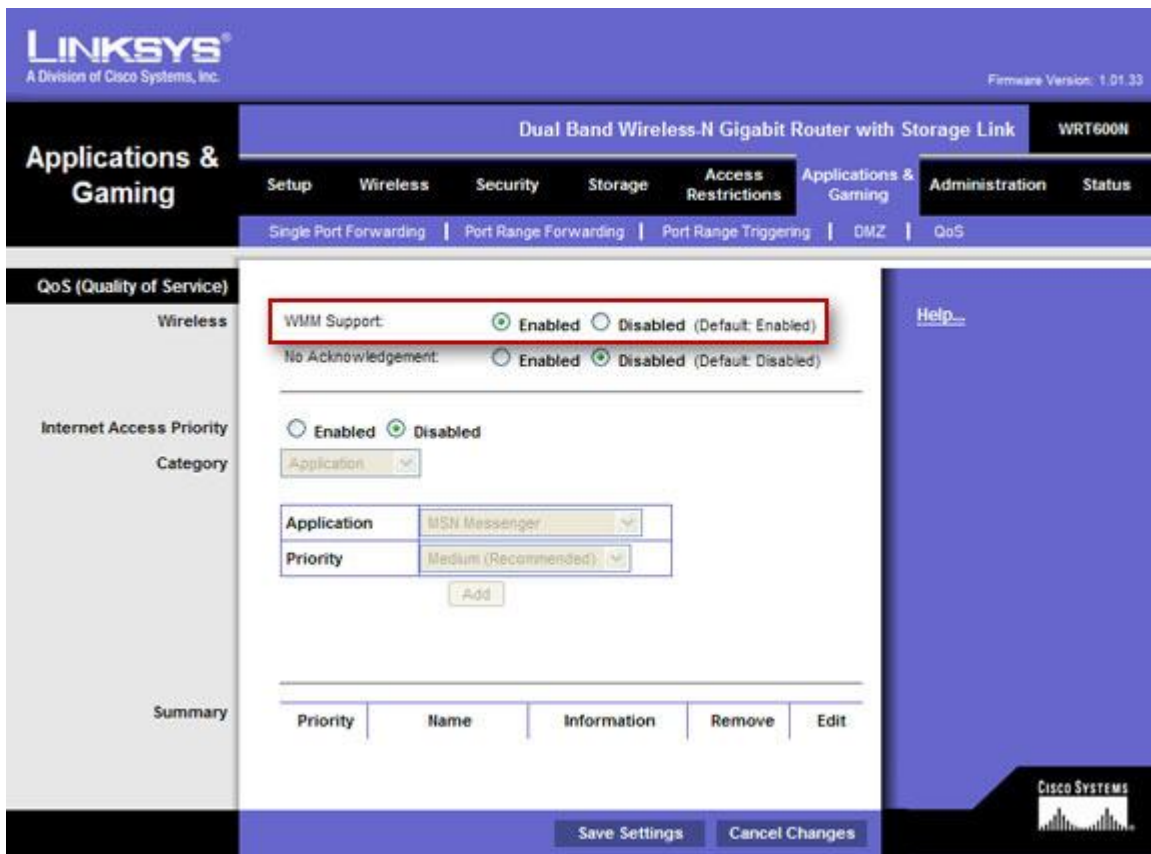 LINKSYS®
A Division of Cisco Systems, Inc.
Firmware Version: 1.01.33
Dual Band Wireless-N Gigabit Router with Storage Link WRT600N
Applications & Gaming
Setup Wireless Security Storage Access Restrictions Applications & Gaming Administration Status
Single Port Forwarding | Port Range Forwarding | Port Range Triggering | DMZ | QoS
QoS (Quality of Service)
Wireless WMM Support: Enabled Disabled (Default: Enabled)
Help...
No Acknowledgement: Enabled Disabled (Default: Disabled)
Internet Access Priority Enabled Disabled
Category Application
Application MSN Messenger
Priority Medium (Recommended)
Add
Summary Priority Name Information Remove Edit
CISCO SYSTEMS
Save Settings Cancel Changes